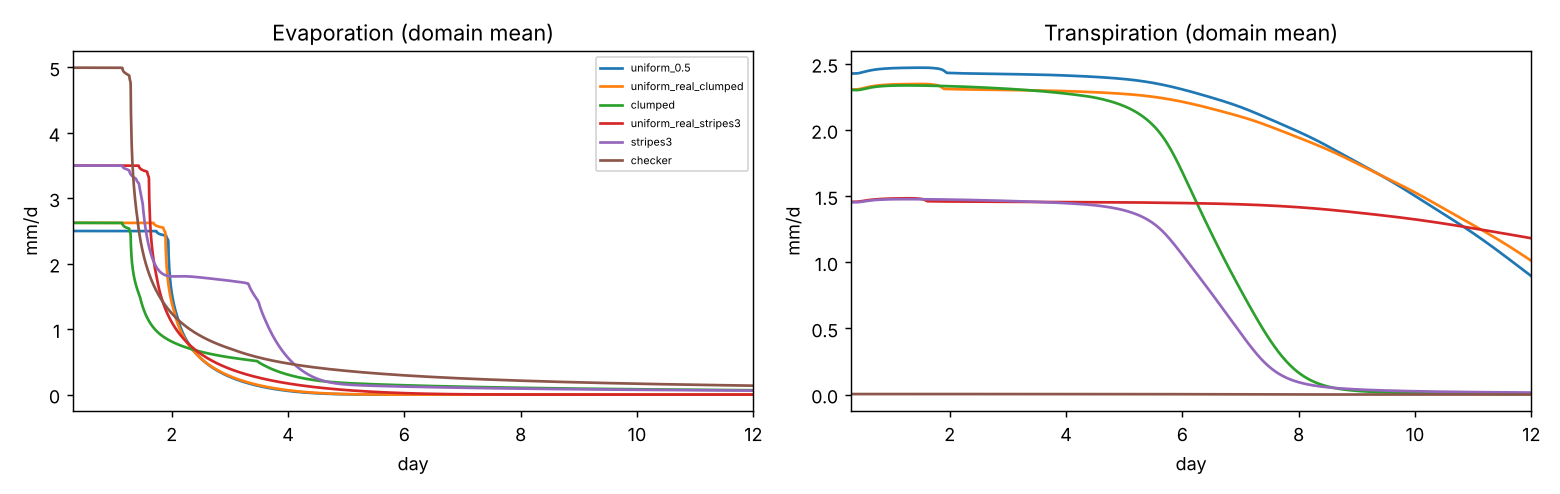 Evaporation (domain mean)
mm/d
5
4
3
2
1
0
2
4
6
8
10
12
day
uniform_0.5
uniform_real_clumped
clumped
uniform_real_stripes3
stripes3
checker
Transpiration (domain mean)
mm/d
2.5
2.0
1.5
1.0
0.5
0.0
2
4
6
8
10
12
day